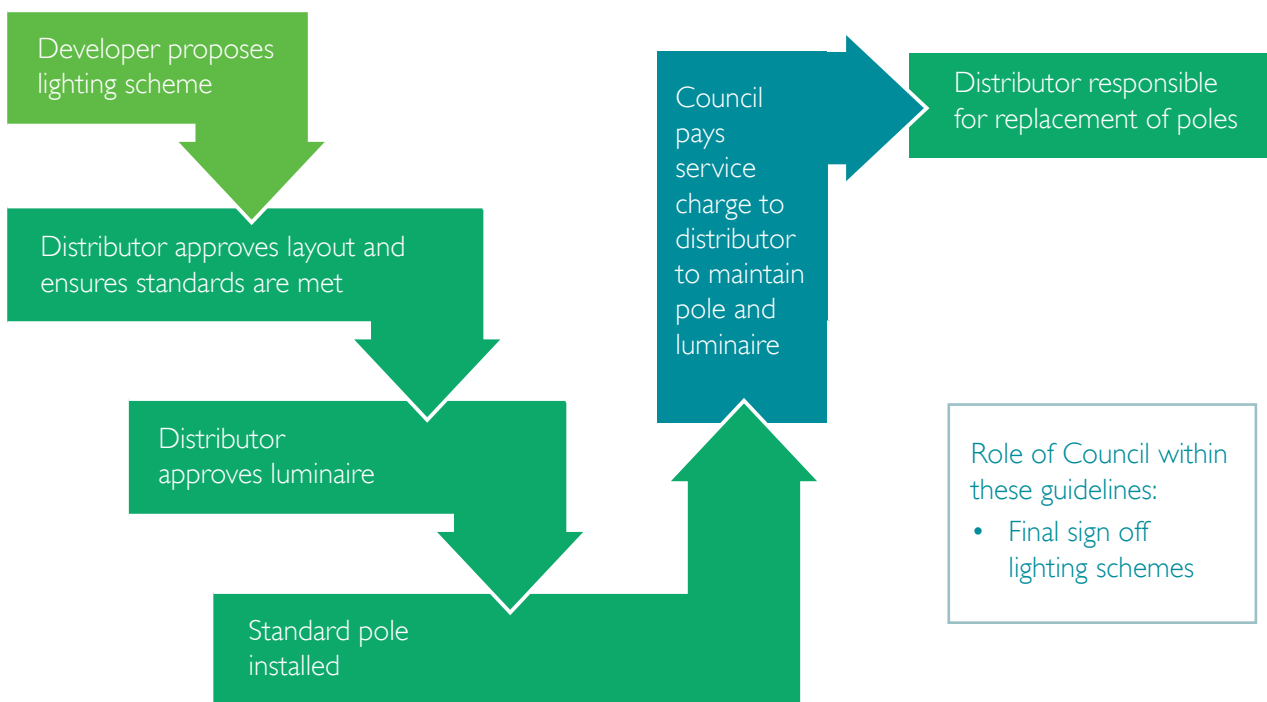 Developer proposes
lighting scheme
Distributor approves layout and
ensures standards are met
Distributor
approves luminaire
Standard pole
installed
Council
pays
service
charge to
distributor
to maintain
pole and
luminaire
Distributor responsible
for replacement of poles
Role of Council within
these guidelines:
• Final sign off
lighting schemes